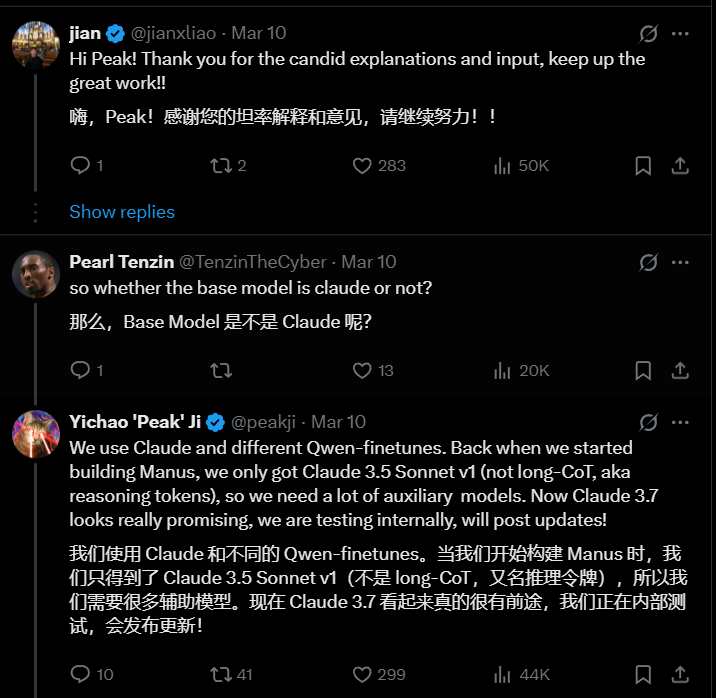 jian @jianxliao · Mar 10
Hi Peak! Thank you for the candid explanations and input, keep up the
great work!!
嗨，Peak！感谢您的坦率解释和意见，请继续努力！！
1 2 283 50K
Show replies
Pearl Tenzin @TenzinTheCyber · Mar 10
so whether the base model is claude or not?
那么，Base Model 是不是 Claude 呢？
1 13 20K
Yichao 'Peak' Ji @peakji · Mar 10
We use Claude and different Qwen-finetunes. Back when we started
building Manus, we only got Claude 3.5 Sonnet v1 (not long-CoT, aka
reasoning tokens), so we need a lot of auxiliary models. Now Claude 3.7
looks really promising, we are testing internally, will post updates!
我们使用 Claude 和不同的 Qwen-finetunes。当我们开始构建 Manus 时，我
们只得到了 Claude 3.5 Sonnet v1（不是 long-CoT，又名推理令牌），所以我
们需要很多辅助模型。现在 Claude 3.7 看起来真的很有前途，我们正在内部测
试，会发布更新！
10 41 299 44K